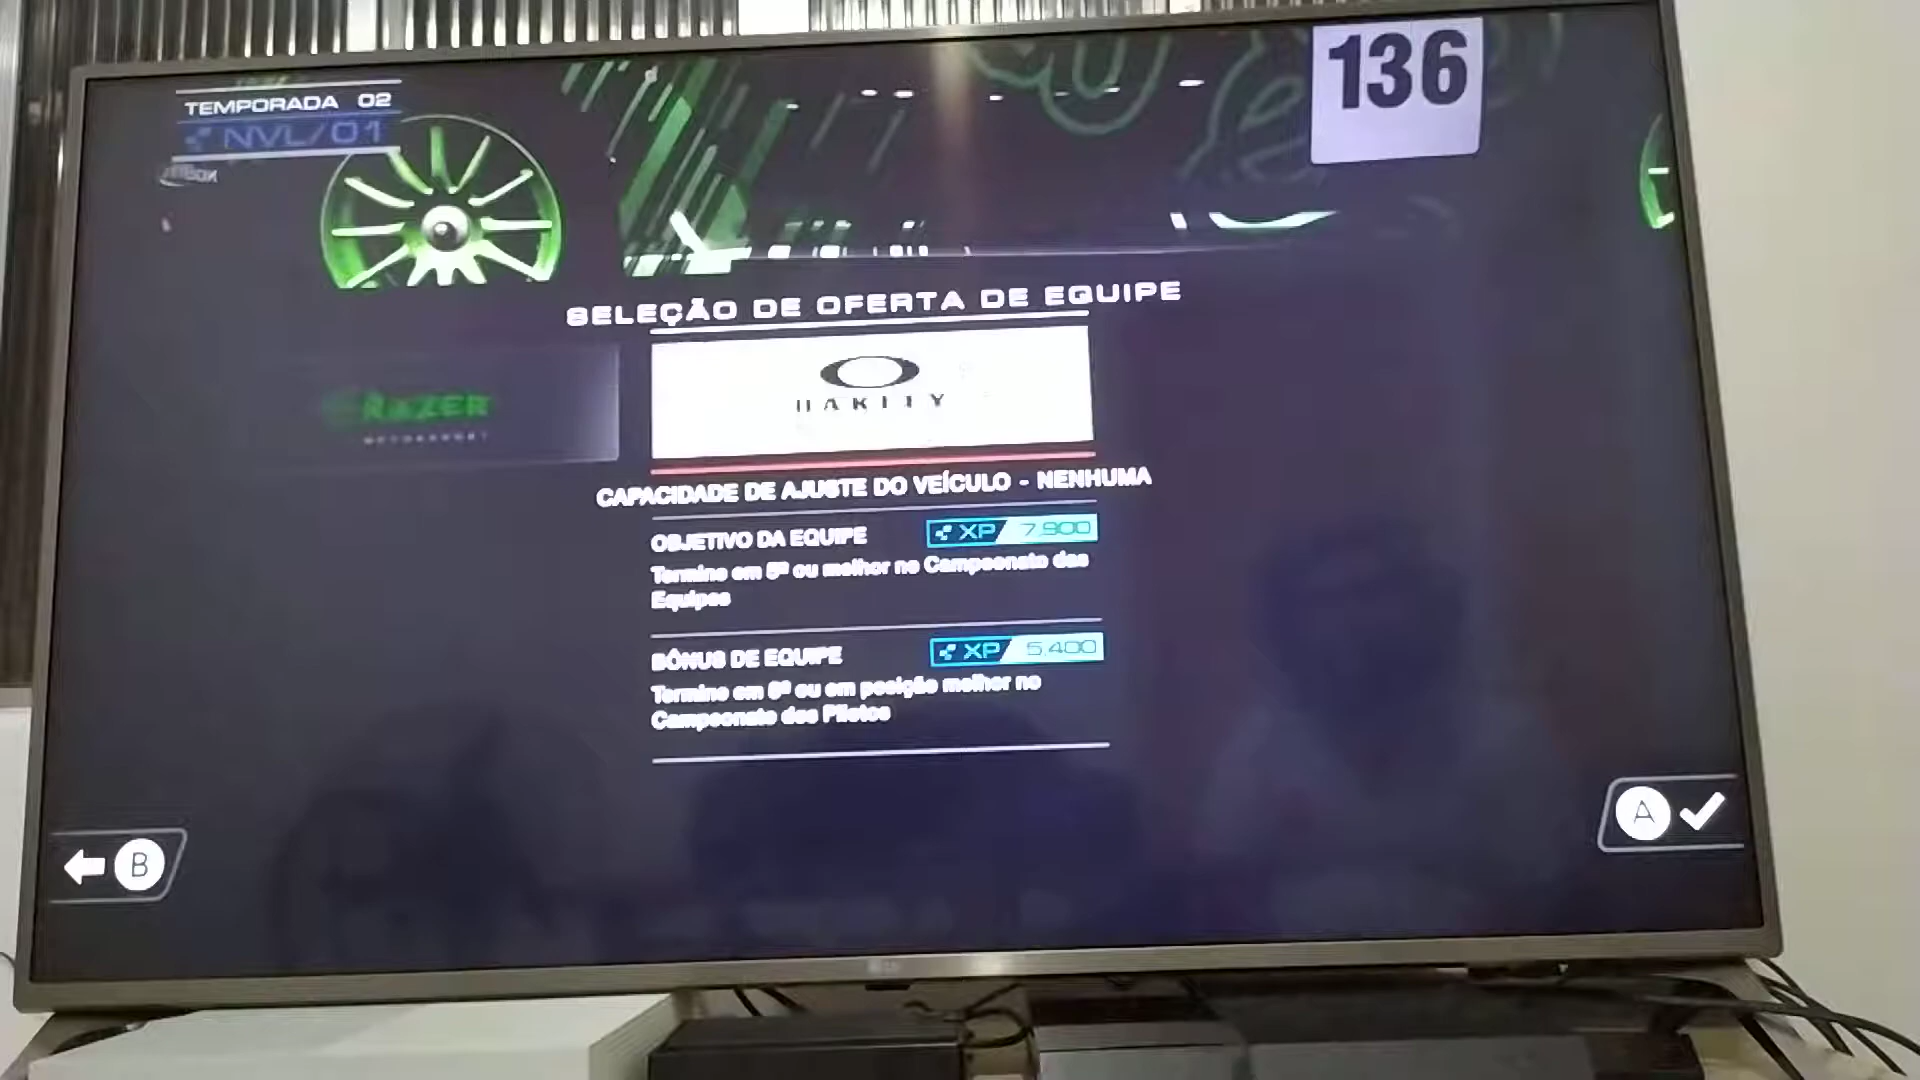 136
TEMPORADA 02
NVL/01
SELEÇÃO DE OFERTA DE EQUIPE
RAZER
OAKLEY
CAPACIDADE DE AJUSTE DO VEÍCULO - NENHUMA
OBJETIVO DA EQUIPE XP 7,900
Termine em 5º ou melhor no Campeonato das
Equipes
BÔNUS DE EQUIPE XP 5,400
Termine em 6º ou em posição melhor no
Campeonato dos Pilotos
B
A